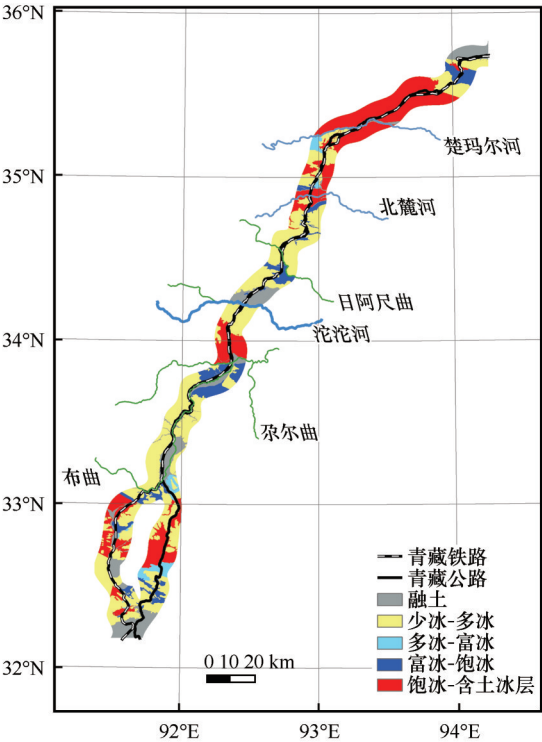 36°N
35°N
34°N
33°N
32°N
楚玛尔河
北麓河
日阿尺曲
沱沱河
尕尔曲
布曲
青藏铁路
青藏公路
融土
少冰-多冰
多冰-富冰
富冰-饱冰
饱冰-含土冰层
0 10 20 km
92°E
93°E
94°E